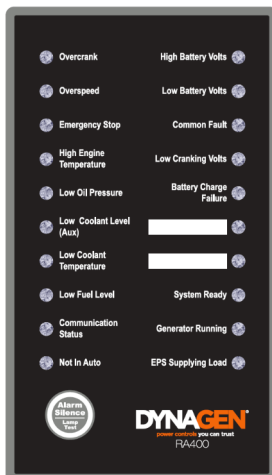 Overcrank
High Battery Volts
Overspeed
Low Battery Volts
Emergency Stop
Common Fault
High Engine
Temperature
Low Cranking Volts
Low Oil Pressure
Battery Charge
Failure
Low Coolant Level
(Aux)
Low Coolant
Temperature
Low Fuel Level
System Ready
Communication
Status
Generator Running
Not In Auto
EPS Supplying Load
Alarm
Silence
Lamp
Test
DYNAGEN
power controls you can trust
RA400